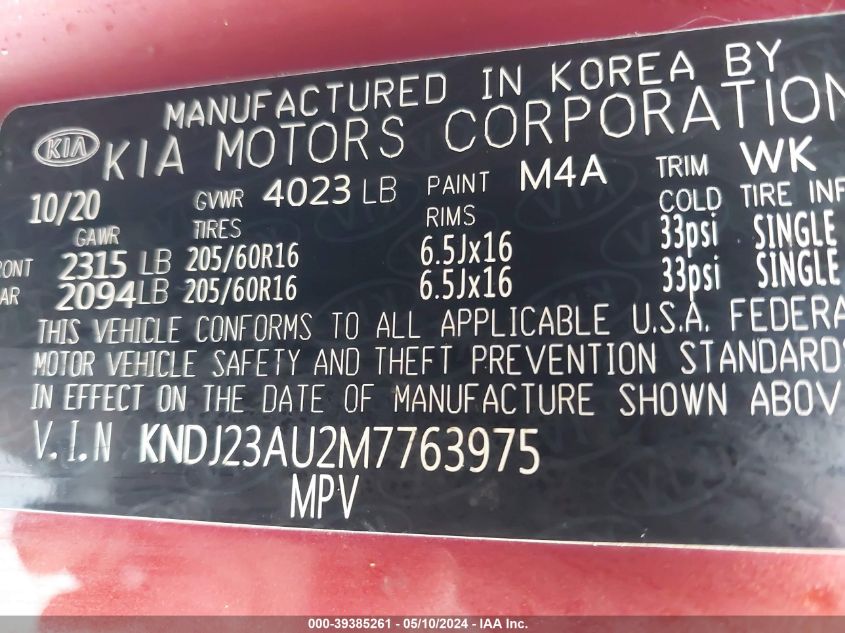 MANUFACTURED IN KOREA BY
KIA KIA MOTORS CORPORATION
10/20 GVWR 4023 LB PAINT M4A TRIM WK
GAWR TIRES RIMS COLD TIRE INF
RONT 2315 LB 205/60R16 6.5Jx16 33psi SINGLE
AR 2094 LB 205/60R16 6.5Jx16 33psi SINGLE
THIS VEHICLE CONFORMS TO ALL APPLICABLE U.S.A. FEDERA
MOTOR VEHICLE SAFETY AND THEFT PREVENTION STANDARDS
IN EFFECT ON THE DATE OF MANUFACTURE SHOWN ABOV
V.I.N KNDJ23AU2M7763975
MPV
000-39385261 - 05/10/2024 - IAA, Inc.